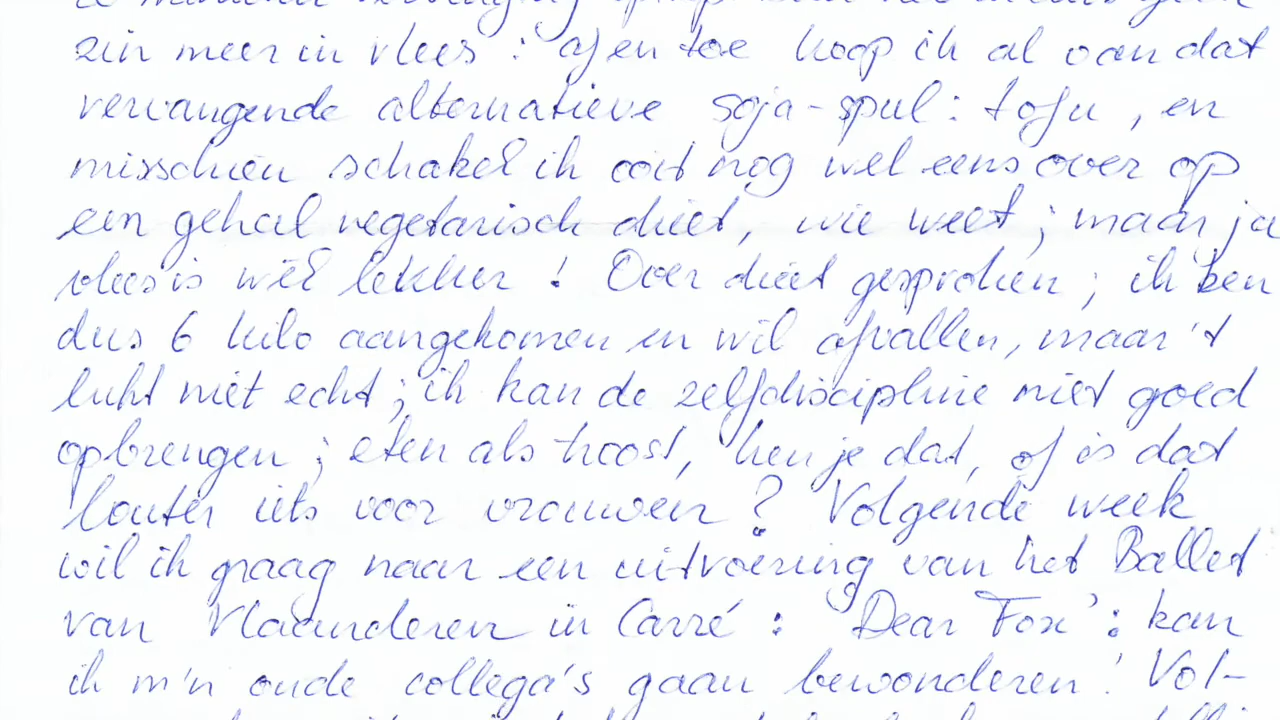 zin meer in vlees : af en toe koop ik al van dat
vervangende alternatieve soja-spul : tofu , en
misschien schakel ik ooit nog wel eens over op
een geheel vegetarisch dieet, wie weet ; maar ja
vlees is wél lekker ! Over dieet gesproken ; ik ben
dus 6 kilo aangekomen en wil afvallen, maar 't
lukt niet echt ; ik kan de zelfdiscipline niet goed
opbrengen ; eten als troost, ken je dat, of is dat
louter iets voor vrouwen ? Volgende week
wil ik graag naar een uitvoering van het Ballet
van Vlaanderen in Carré : 'Dear Fox' : kan
ik m'n oude collega's gaan bewonderen ! Vol-